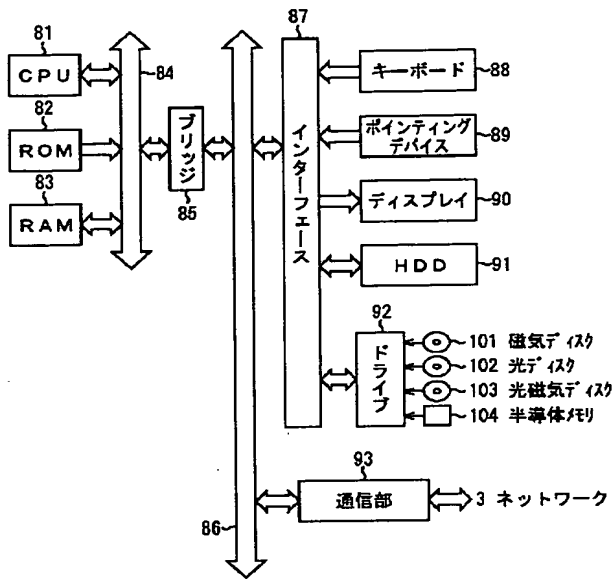 81
CPU
84
82
ROM
83
RAM
ブリッジ
85
86
87
インターフェース
キーボード
88
ポインティング
デバイス
89
ディスプレイ
90
HDD
91
92
ドライブ
101 磁気ディスク
102 光ディスク
103 光磁気ディスク
104 半導体メモリ
93
通信部
3 ネットワーク